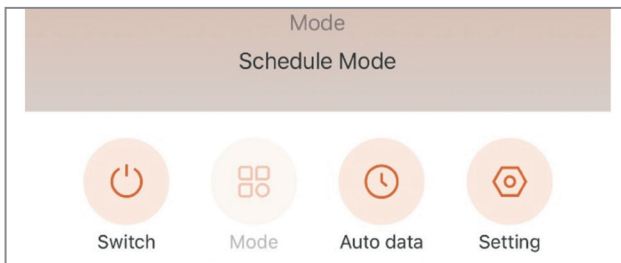 Mode
Schedule Mode
Switch
Mode
Auto data
Setting